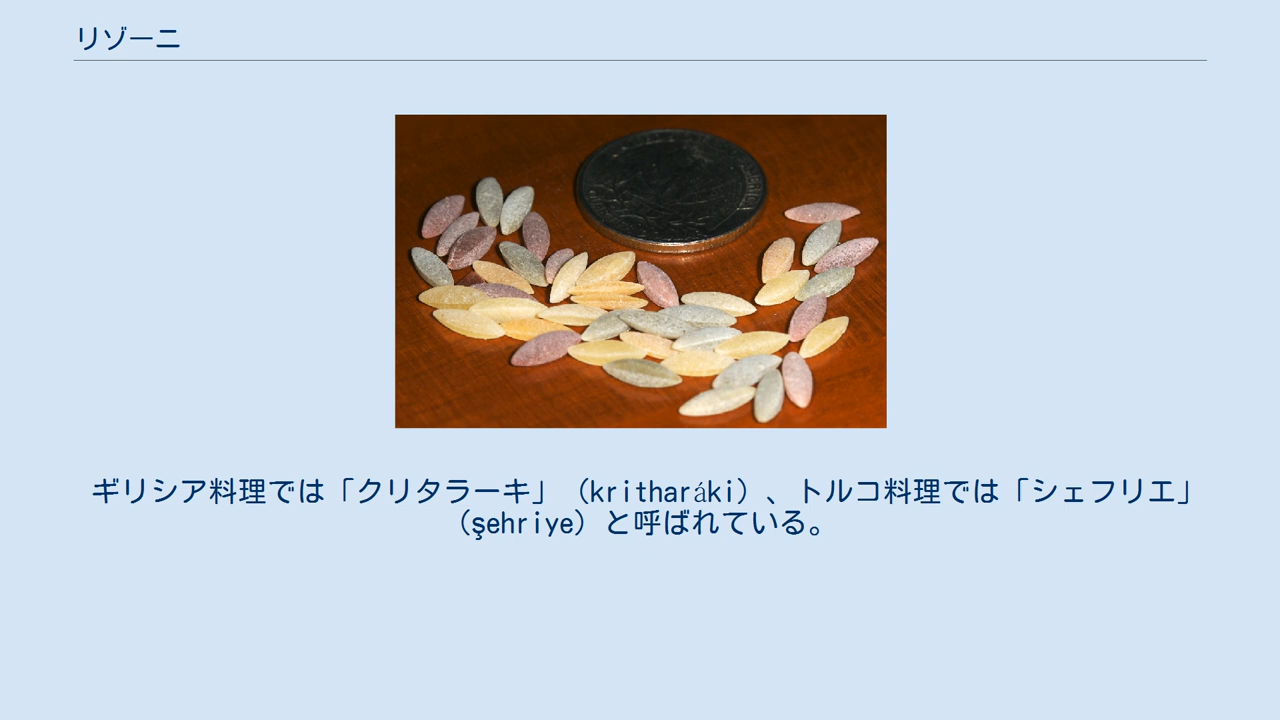 リゾーニ
ギリシア料理では「クリタラーキ」（kritharáki）、トルコ料理では「シェフリエ」
（şehriye）と呼ばれている。